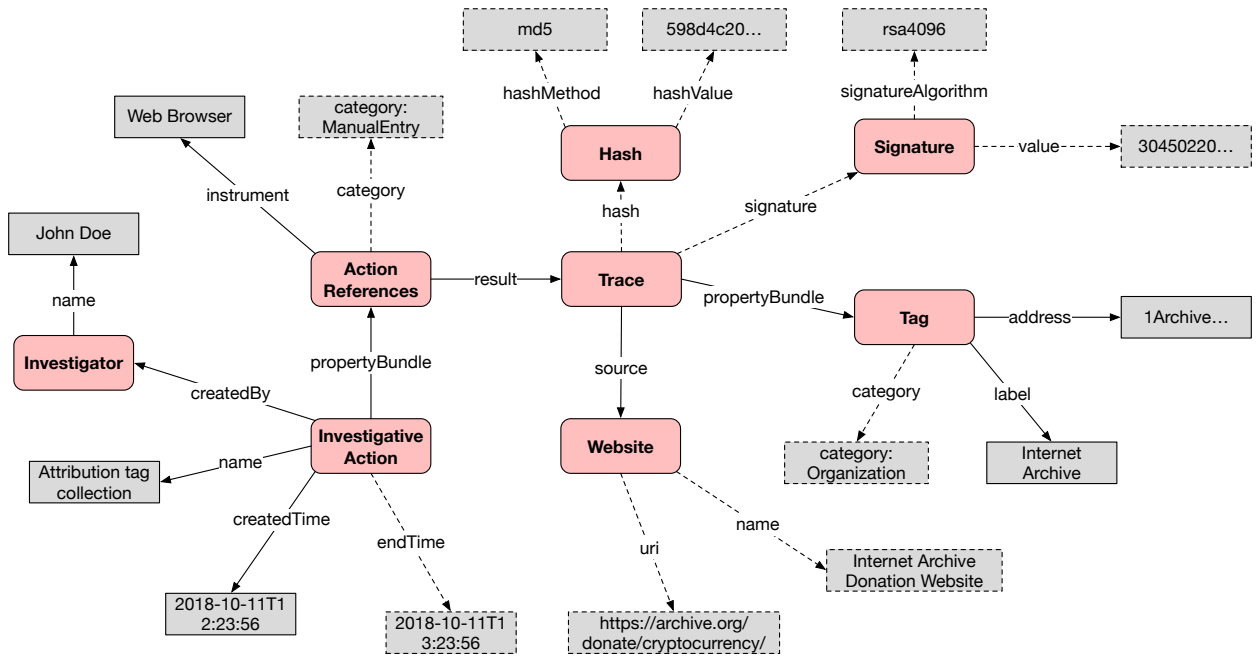 md5
598d4c20...
rsa4096
hashMethod
hashValue
signatureAlgorithm
Web Browser
category:
ManualEntry
Hash
Signature
value
30450220...
instrument
category
hash
signature
John Doe
name
Action
References
result
Trace
propertyBundle
Tag
address
1Archive...
Investigator
createdBy
propertyBundle
source
category
label
Investigative
Action
Website
category:
Organization
Internet
Archive
name
Attribution tag
collection
createdTime
endTime
uri
name
2018-10-11T1
2:23:56
2018-10-11T1
3:23:56
https://archive.org/
donate/cryptocurrency/
Internet Archive
Donation Website